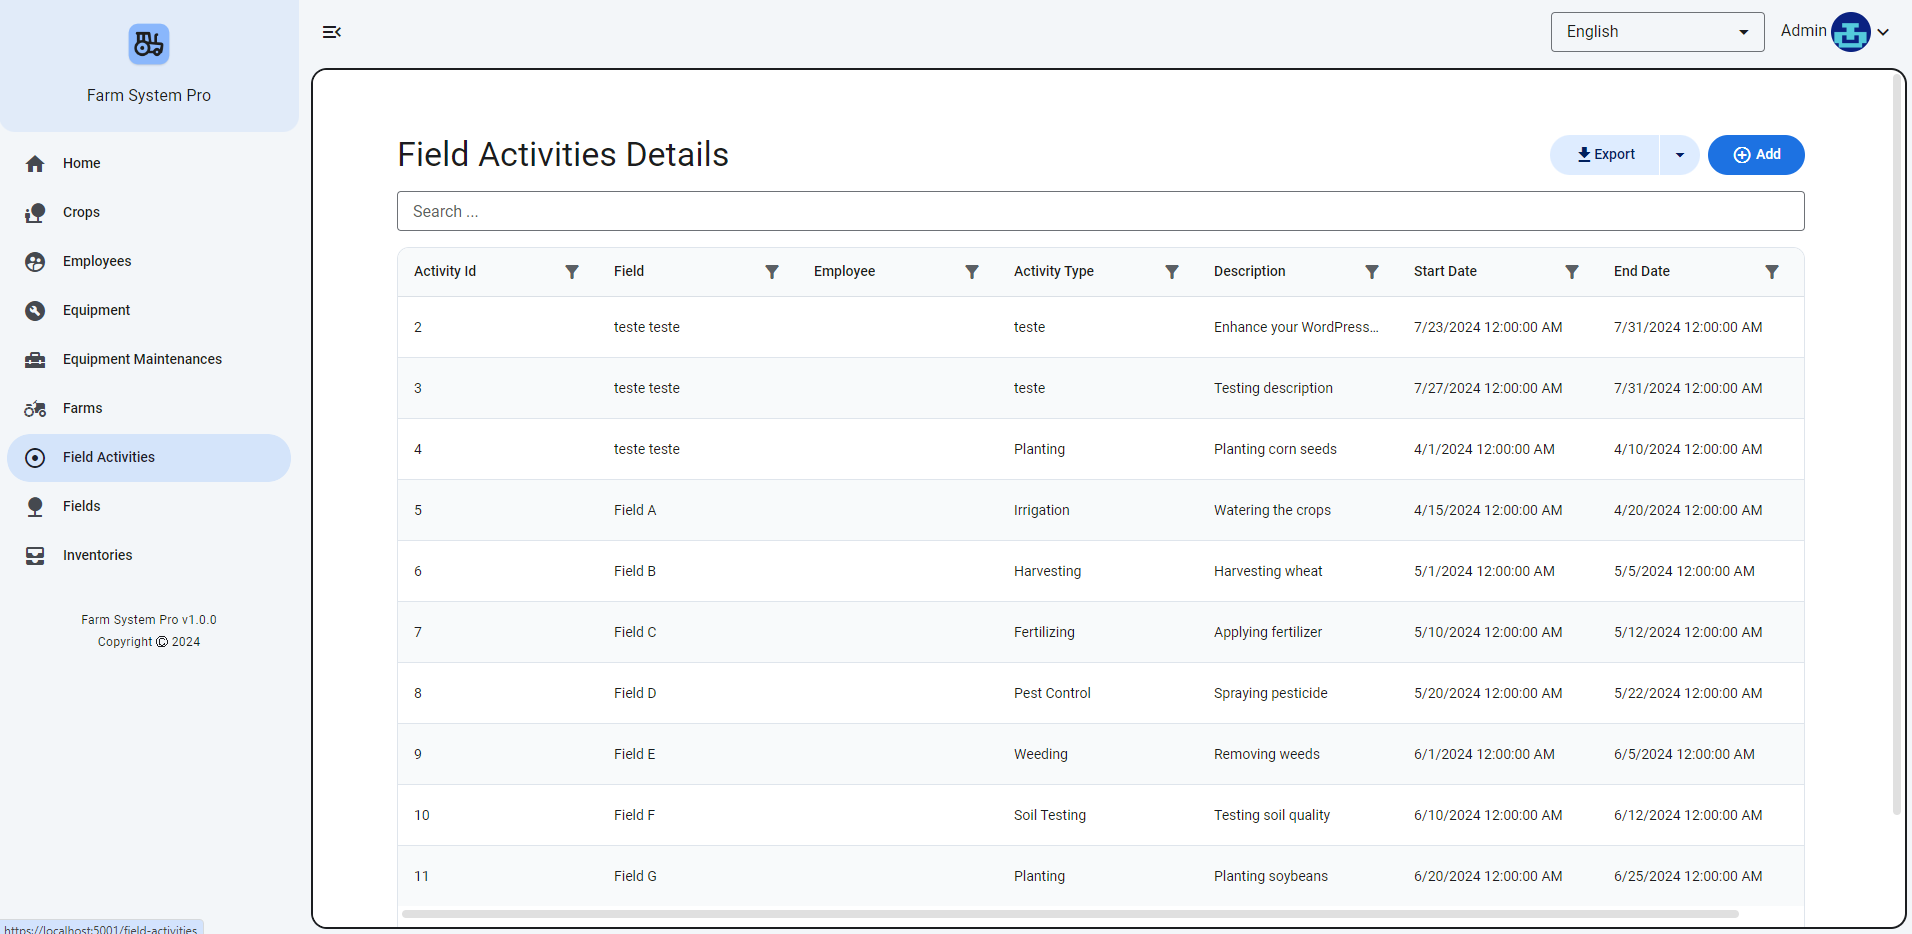 Farm System Pro
Home
Crops
Employees
Equipment
Equipment Maintenances
Farms
Field Activities
Fields
Inventories
Farm System Pro v1.0.0
Copyright © 2024
https://localhost:5001/field-activities
English
Admin
Field Activities Details
Export
Add
Search ...
Activity Id Field Employee Activity Type Description Start Date End Date
2 teste teste teste Enhance your WordPress... 7/23/2024 12:00:00 AM 7/31/2024 12:00:00 AM
3 teste teste teste Testing description 7/27/2024 12:00:00 AM 7/31/2024 12:00:00 AM
4 teste teste Planting Planting corn seeds 4/1/2024 12:00:00 AM 4/10/2024 12:00:00 AM
5 Field A Irrigation Watering the crops 4/15/2024 12:00:00 AM 4/20/2024 12:00:00 AM
6 Field B Harvesting Harvesting wheat 5/1/2024 12:00:00 AM 5/5/2024 12:00:00 AM
7 Field C Fertilizing Applying fertilizer 5/10/2024 12:00:00 AM 5/12/2024 12:00:00 AM
8 Field D Pest Control Spraying pesticide 5/20/2024 12:00:00 AM 5/22/2024 12:00:00 AM
9 Field E Weeding Removing weeds 6/1/2024 12:00:00 AM 6/5/2024 12:00:00 AM
10 Field F Soil Testing Testing soil quality 6/10/2024 12:00:00 AM 6/12/2024 12:00:00 AM
11 Field G Planting Planting soybeans 6/20/2024 12:00:00 AM 6/25/2024 12:00:00 AM